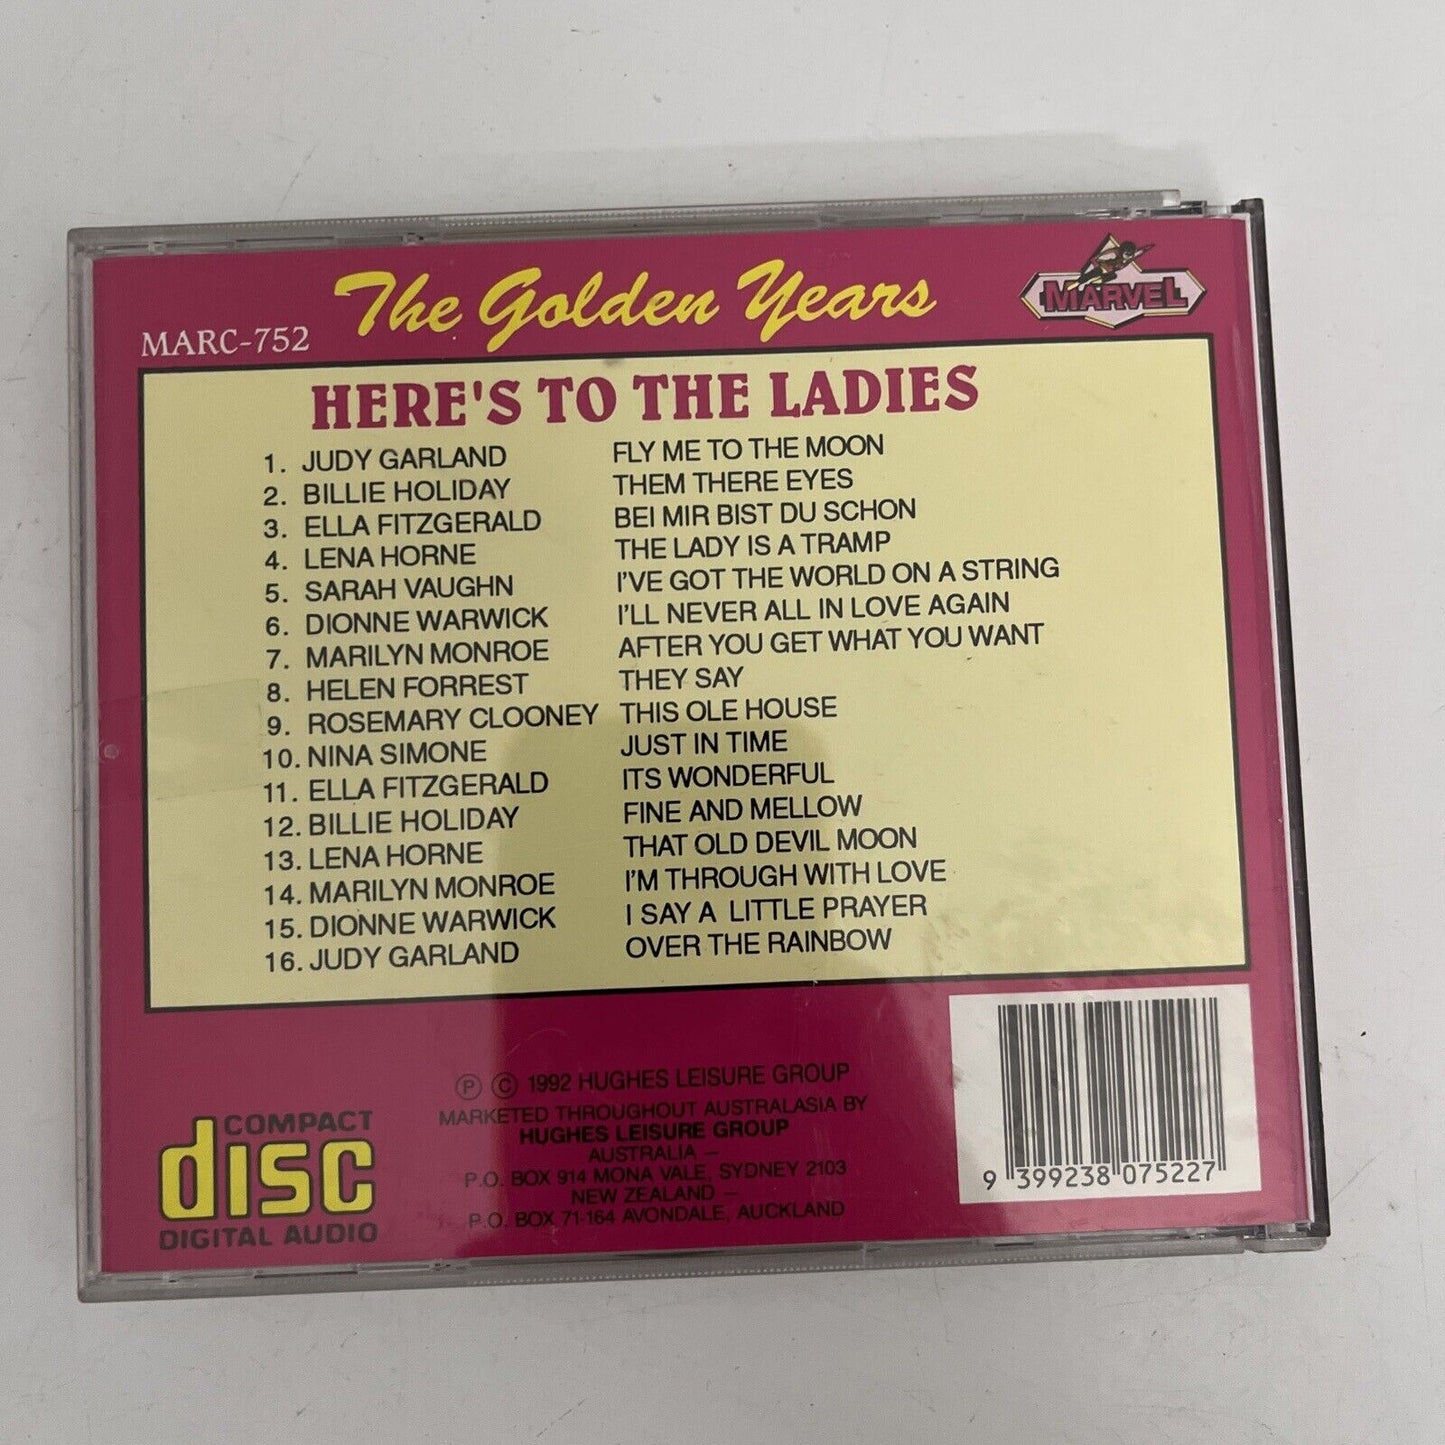 The Golden Years
MARVEL
MARC-752
HERE'S TO THE LADIES
1. JUDY GARLAND FLY ME TO THE MOON
2. BILLIE HOLIDAY THEM THERE EYES
3. ELLA FITZGERALD BEI MIR BIST DU SCHON
4. LENA HORNE THE LADY IS A TRAMP
5. SARAH VAUGHN I'VE GOT THE WORLD ON A STRING
6. DIONNE WARWICK I'LL NEVER ALL IN LOVE AGAIN
7. MARILYN MONROE AFTER YOU GET WHAT YOU WANT
8. HELEN FORREST THEY SAY
9. ROSEMARY CLOONEY THIS OLE HOUSE
10. NINA SIMONE JUST IN TIME
11. ELLA FITZGERALD ITS WONDERFUL
12. BILLIE HOLIDAY FINE AND MELLOW
13. LENA HORNE THAT OLD DEVIL MOON
14. MARILYN MONROE I'M THROUGH WITH LOVE
15. DIONNE WARWICK I SAY A LITTLE PRAYER
16. JUDY GARLAND OVER THE RAINBOW
Ⓟ © 1992 HUGHES LEISURE GROUP
MARKETED THROUGHOUT AUSTRALASIA BY
HUGHES LEISURE GROUP
AUSTRALIA –
P.O. BOX 914 MONA VALE, SYDNEY 2103
NEW ZEALAND –
P.O. BOX 71-164 AVONDALE, AUCKLAND
COMPACT
disc
DIGITAL AUDIO
9 399238 075227